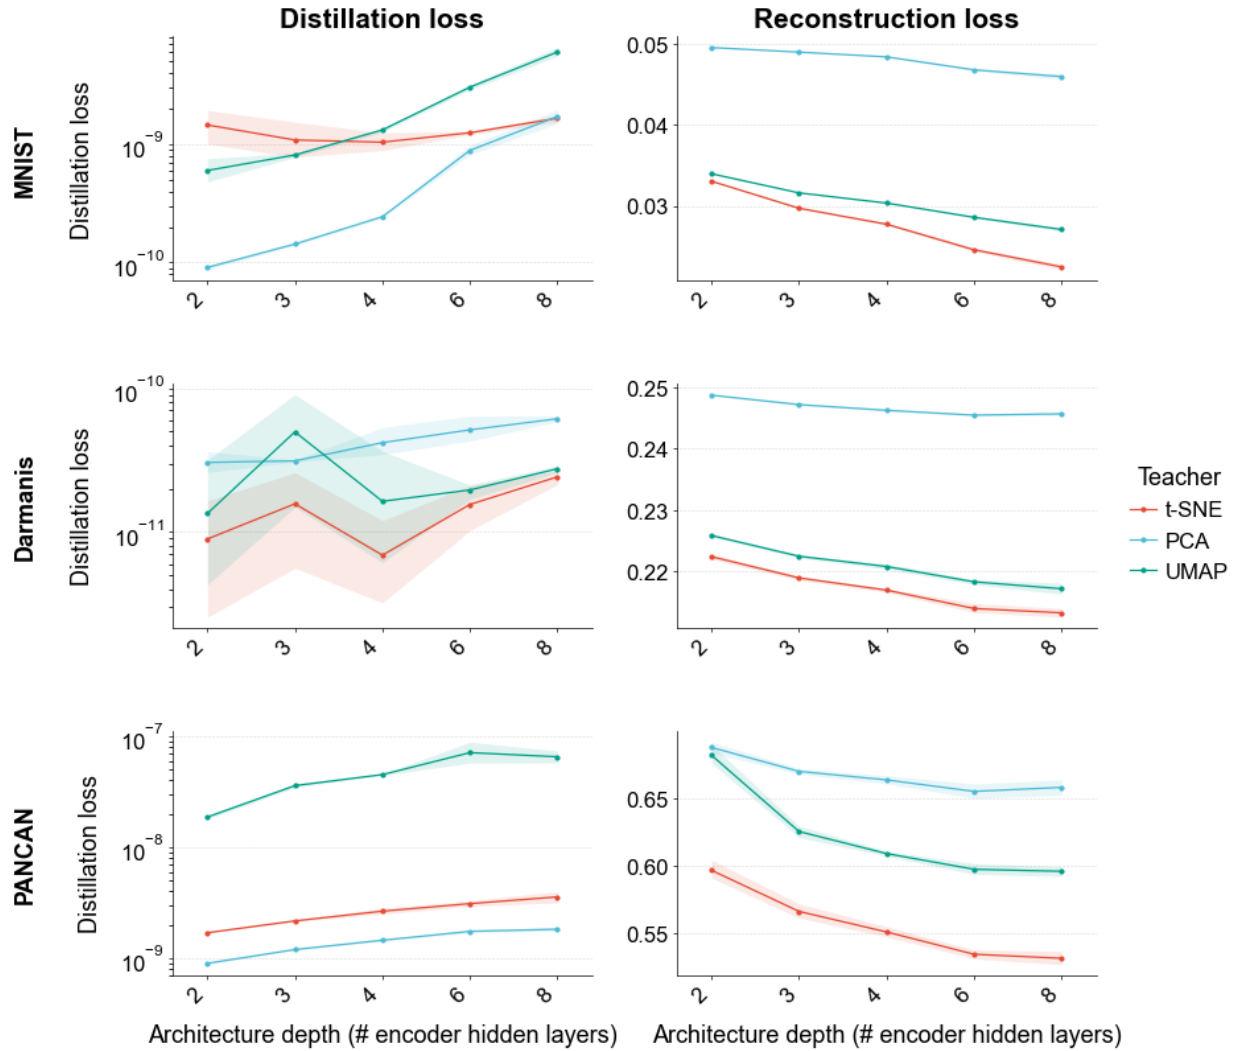 Distillation loss
Reconstruction loss
MNIST
Distillation loss
10⁻⁹
10⁻¹⁰
2 3 4 6 8
0.05
0.04
0.03
2 3 4 6 8
Darmanis
Distillation loss
10⁻¹⁰
10⁻¹¹
2 3 4 6 8
0.25
0.24
0.23
0.22
2 3 4 6 8
Teacher
t-SNE
PCA
UMAP
PANCAN
Distillation loss
10⁻⁷
10⁻⁸
10⁻⁹
2 3 4 6 8
Architecture depth (# encoder hidden layers)
0.65
0.60
0.55
2 3 4 6 8
Architecture depth (# encoder hidden layers)